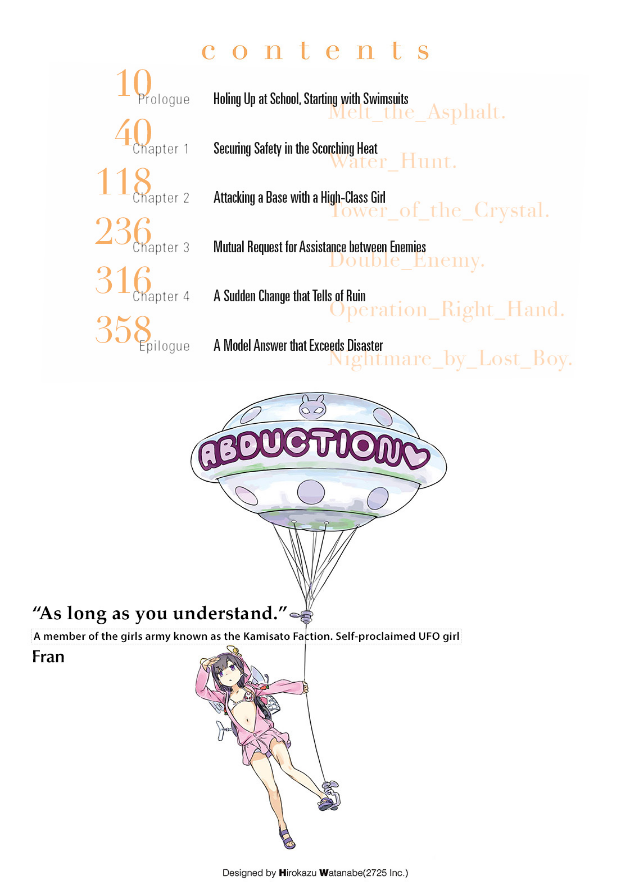 contents
10
Prologue Holing Up at School, Starting with Swimsuits
Melt_the_Asphalt.
40
Chapter 1 Securing Safety in the Scorching Heat
Water_Hunt.
118
Chapter 2 Attacking a Base with a High-Class Girl
Tower_of_the_Crystal.
236
Chapter 3 Mutual Request for Assistance between Enemies
Double_Enemy.
316
Chapter 4 A Sudden Change that Tells of Ruin
Operation_Right_Hand.
358
Epilogue A Model Answer that Exceeds Disaster
Nightmare_by_Lost_Boy.
ABDUCTION
“As long as you understand.”
A member of the girls army known as the Kamisato Faction. Self-proclaimed UFO girl
Fran
Designed by Hirokazu Watanabe(2725 Inc.)